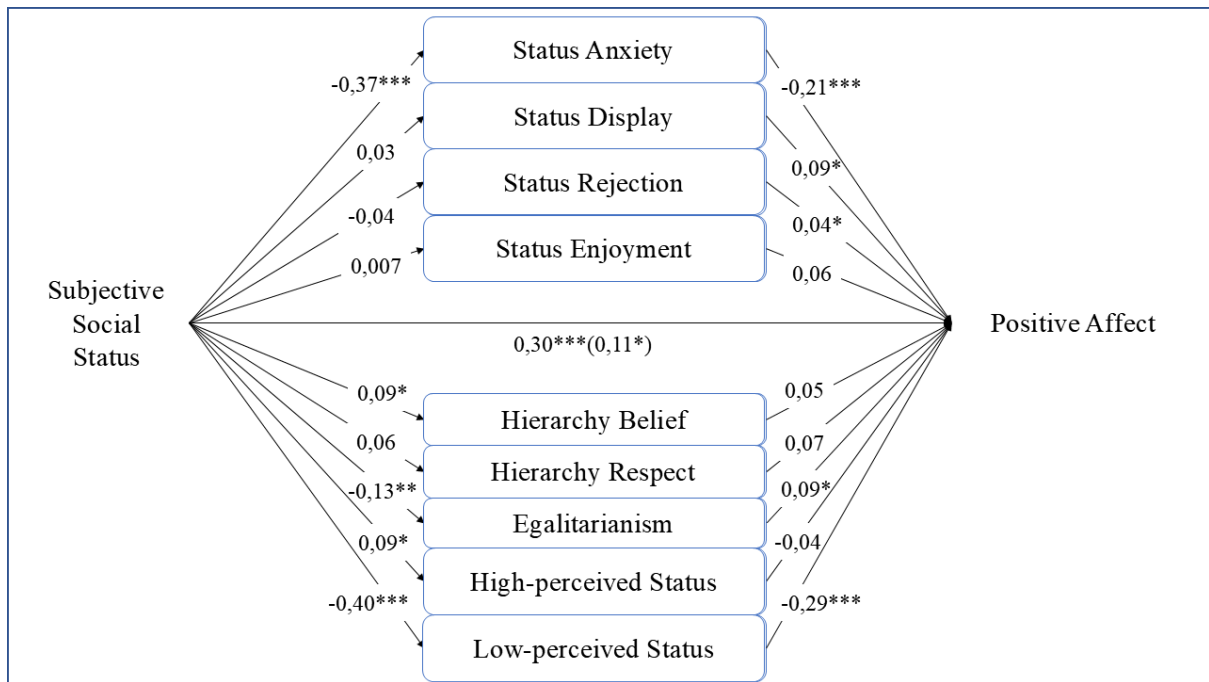 Status Anxiety
-0,37***
-0,21***
Status Display
0,03
0,09*
Status Rejection
-0,04
0,04*
Status Enjoyment
0,007
0,06
Subjective
Social
Status
Positive Affect
0,30***(0,11*)
0,09*
0,05
Hierarchy Belief
0,06
0,07
Hierarchy Respect
-0,13**
0,09*
Egalitarianism
0,09*
-0,04
High-perceived Status
-0,40***
-0,29***
Low-perceived Status